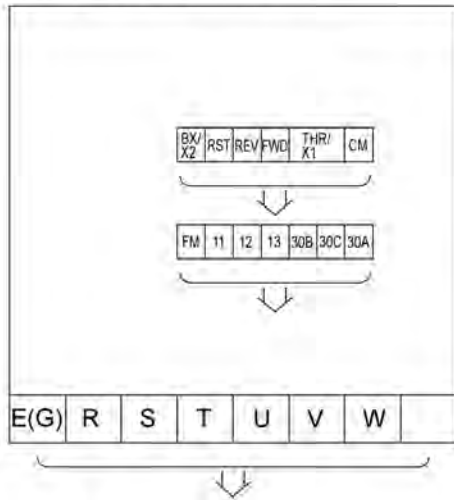 BX/ X2 RST REV FWD THR/ X1 CM
FM 11 12 13 30B 30C 30A
E(G) R S T U V W